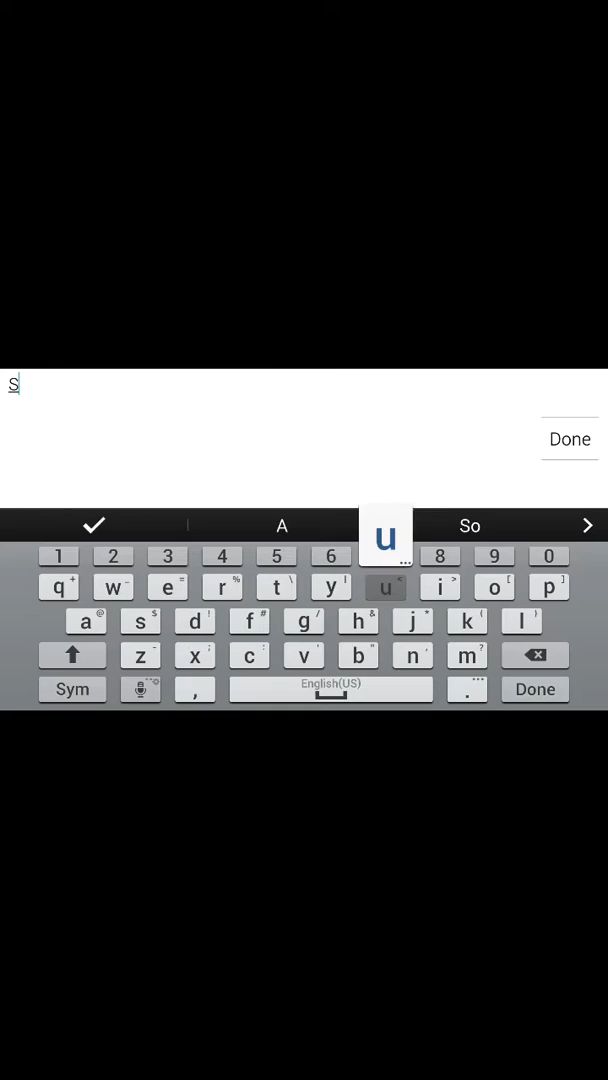 S
Done
A
So
u
...
1 2 3 4 5 6 8 9 0
q + w - e = r % t \ y | u < i > o [ p ]
a @ s $ d ! f # g / h & j * k ( l )
z - x ; c : v ' b " n , m ?
Sym , English(US) . Done